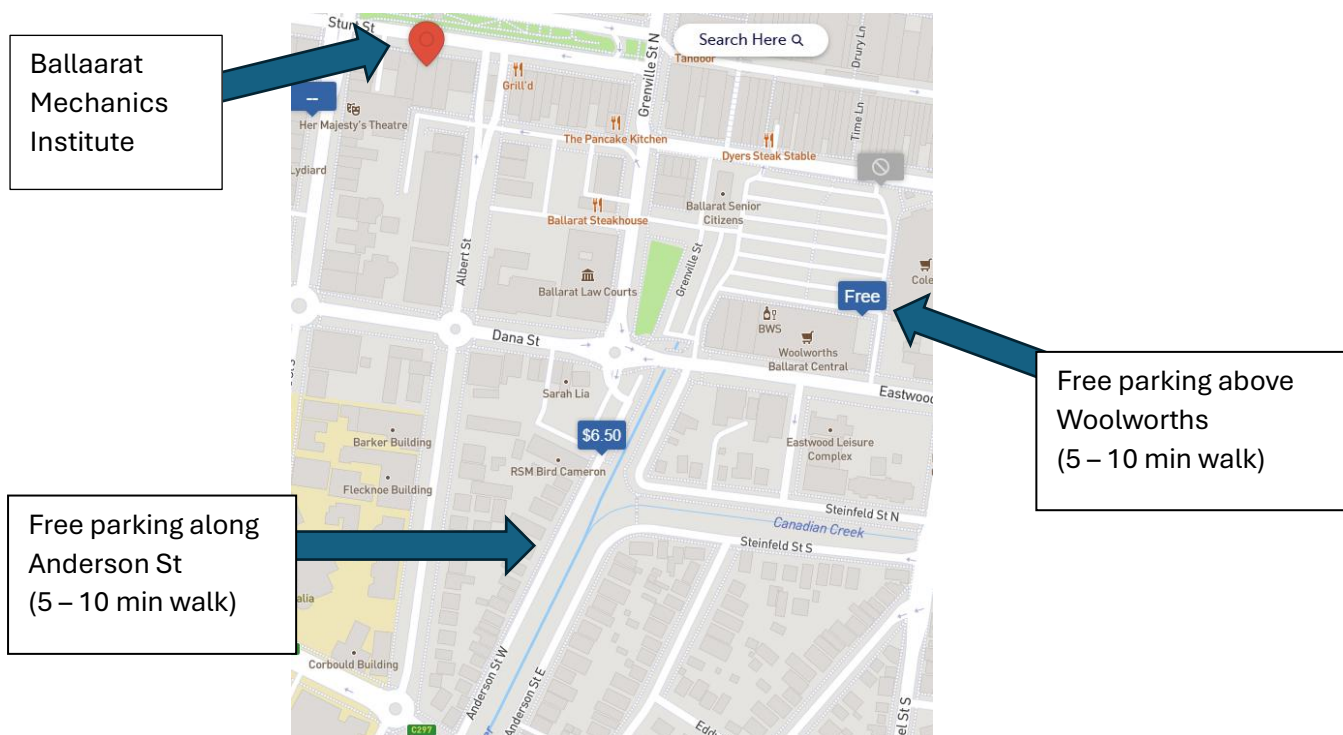 Ballaarat
Mechanics
Institute
Sturt St
Search Here
Tandoor
Drury Ln
Grenville St N
Grill'd
--
Her Majesty's Theatre
The Pancake Kitchen
Time Ln
Dyers Steak Stable
Lydiard
Ballarat Senior
Citizens
Ballarat Steakhouse
Albert St
Grenville St
Cole
Ballarat Law Courts
Free
BWS
Dana St
Woolworths
Ballarat Central
Eastwood
Sarah Lia
Free parking above
Woolworths
(5 – 10 min walk)
$6.50
Barker Building
Eastwood Leisure
Complex
RSM Bird Cameron
Flecknoe Building
Free parking along
Anderson St
(5 – 10 min walk)
Steinfeld St N
Canadian Creek
Steinfeld St S
alia
Corbould Building
Anderson St W
Anderson St E
C297
Edd
el St S